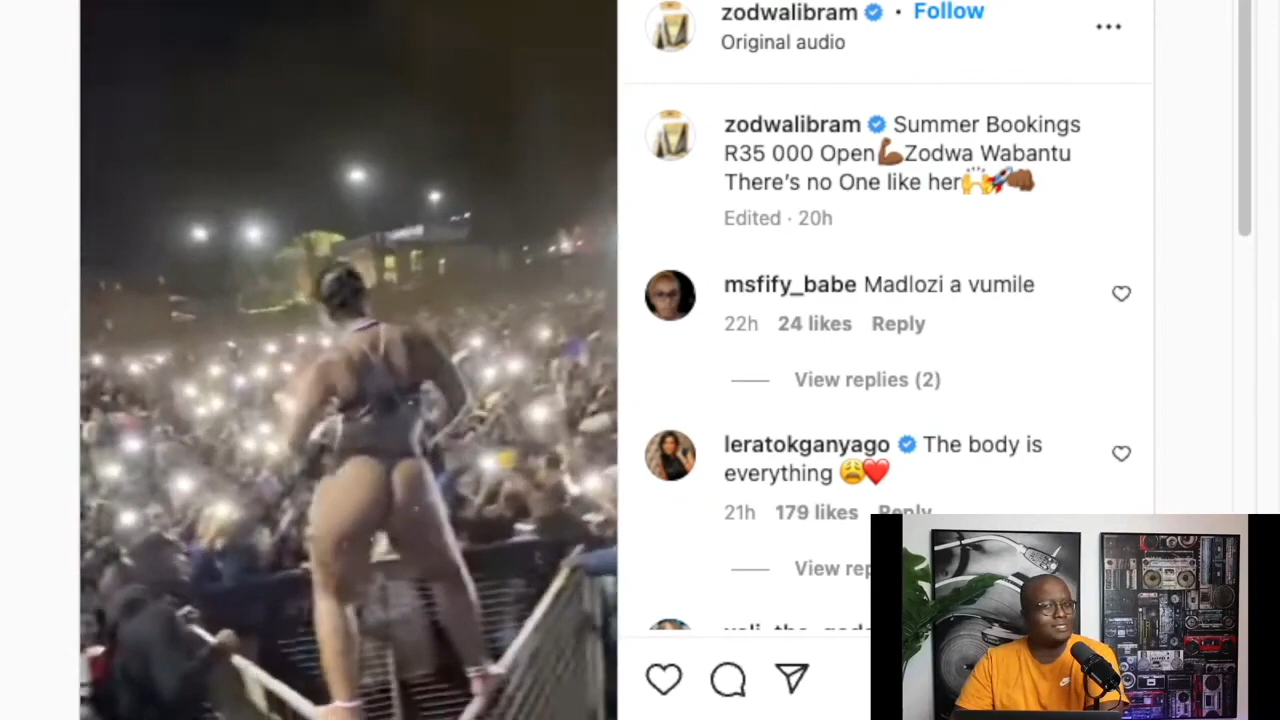 zodwalibram • Follow
Original audio
zodwalibram Summer Bookings
R35 000 Open💪🏾Zodwa Wabantu
There's no One like her🙌🚀👊🏾
Edited · 20h
msfify_babe Madlozi a vumile
22h 24 likes Reply
View replies (2)
leratokganyago The body is
everything 😩❤️
21h 179 likes Reply
View rep